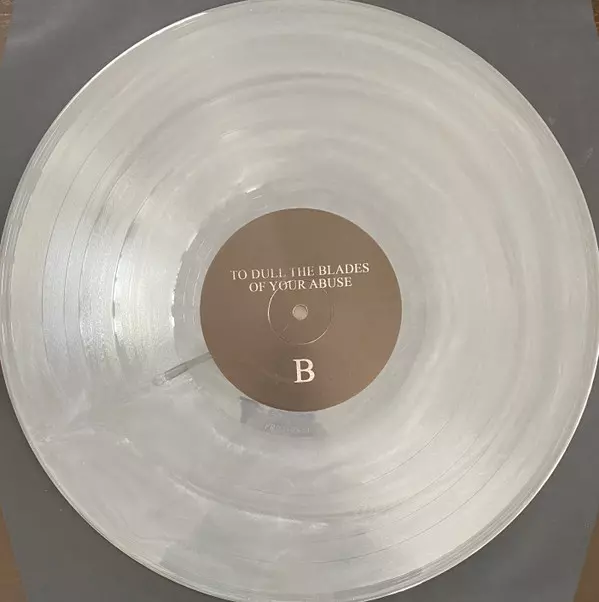 TO DULL THE BLADES
OF YOUR ABUSE
B